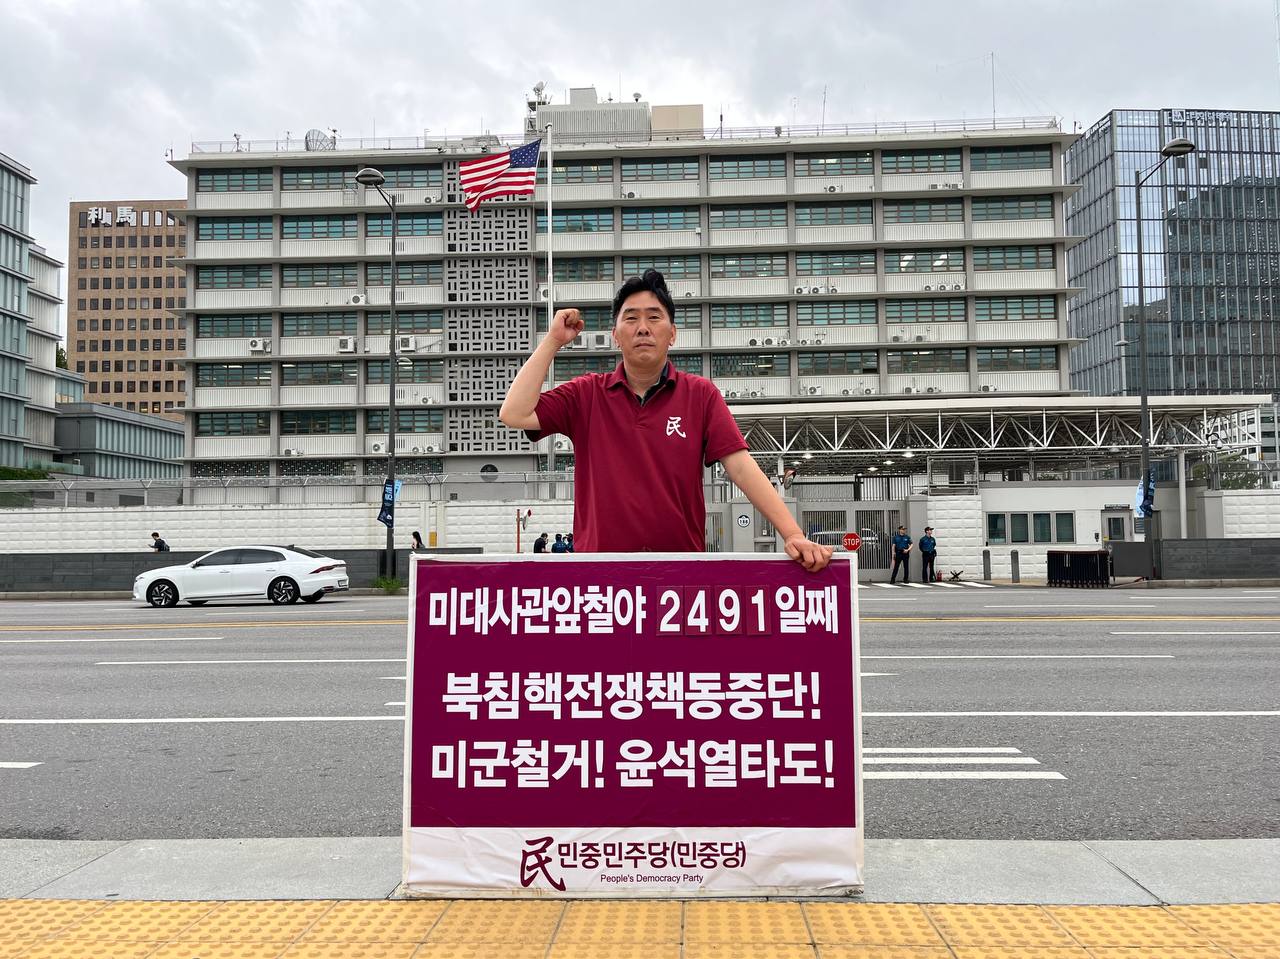 利馬
民
STOP
미대사관앞철야 2491일째
북침핵전쟁책동중단!
미군철거! 윤석열타도!
民 민중민주당(민중당)
People's Democracy Party